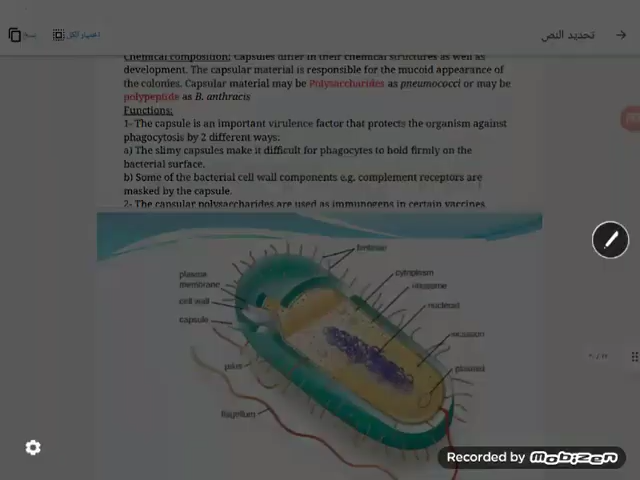 تحديد النص
اختيار الكل
نسخ
Chemical composition: Capsules differ in their chemical structures as well as
development. The capsular material is responsible for the mucoid appearance of
the colonies. Capsular material may be Polysaccharides as pneumococci or may be
polypeptide as B. anthracis
Functions:
1- The capsule is an important virulence factor that protects the organism against
phagocytosis by 2 different ways:
a) The slimy capsules make it difficult for phagocytes to hold firmly on the
bacterial surface.
b) Some of the bacterial cell wall components e.g. complement receptors are
masked by the capsule.
2- The capsular polysaccharides are used as immunogens in certain vaccines
fimbriae
plasma
membrane
cytoplasm
ribosome
cell wall
nucleoid
capsule
plasmid
pilus
flagellum
Recorded by
mobizen